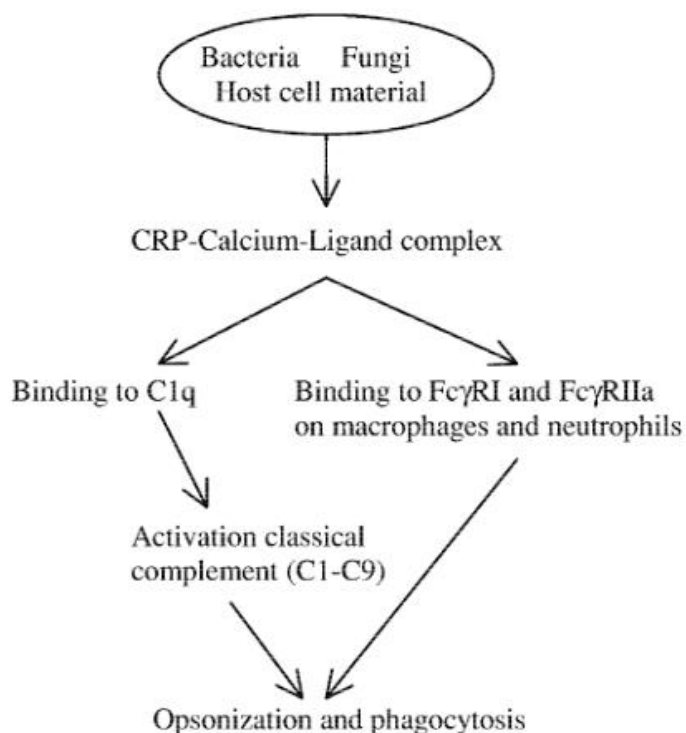 Bacteria Fungi
Host cell material
CRP-Calcium-Ligand complex
Binding to C1q
Binding to FcγRI and FcγRIIa
on macrophages and neutrophils
Activation classical
complement (C1-C9)
Opsonization and phagocytosis